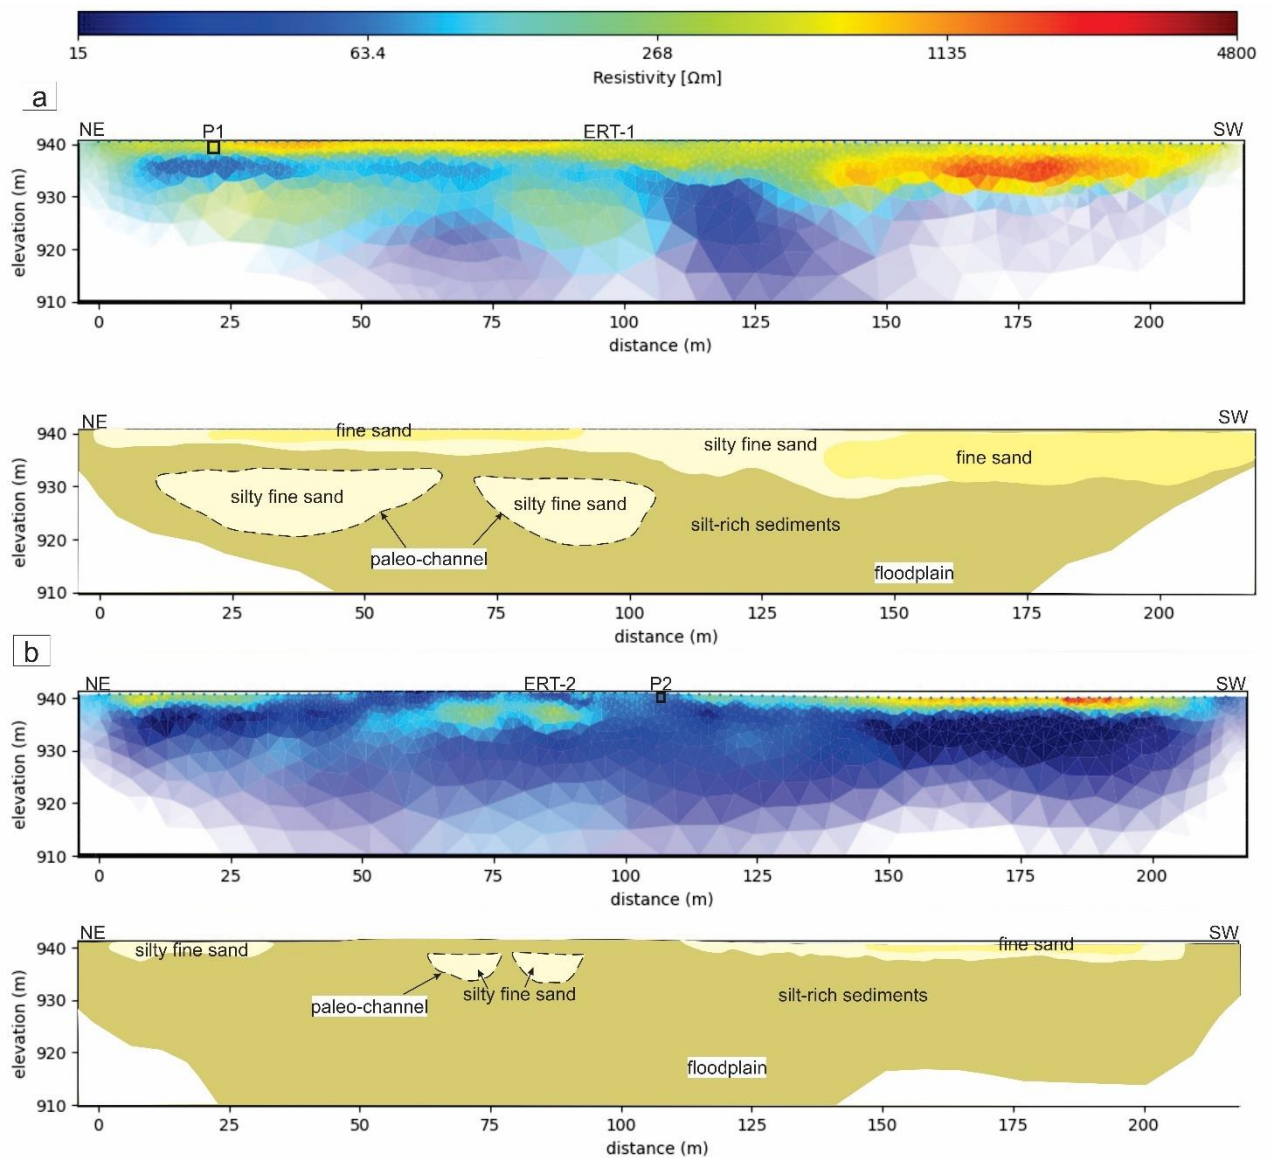 15 63.4 268 1135 4800
Resistivity [Ωm]
a
NE P1 ERT-1 SW
940
930
920
910
elevation (m)
0 25 50 75 100 125 150 175 200
distance (m)
NE SW
940
930
920
910
elevation (m)
fine sand
silty fine sand
fine sand
silty fine sand
silty fine sand
silt-rich sediments
paleo-channel
floodplain
0 25 50 75 100 125 150 175 200
distance (m)
b
NE ERT-2 P2 SW
940
930
920
910
elevation (m)
0 25 50 75 100 125 150 175 200
distance (m)
NE SW
940
930
920
910
elevation (m)
silty fine sand
fine sand
silty fine sand
silt-rich sediments
paleo-channel
floodplain
0 25 50 75 100 125 150 175 200
distance (m)